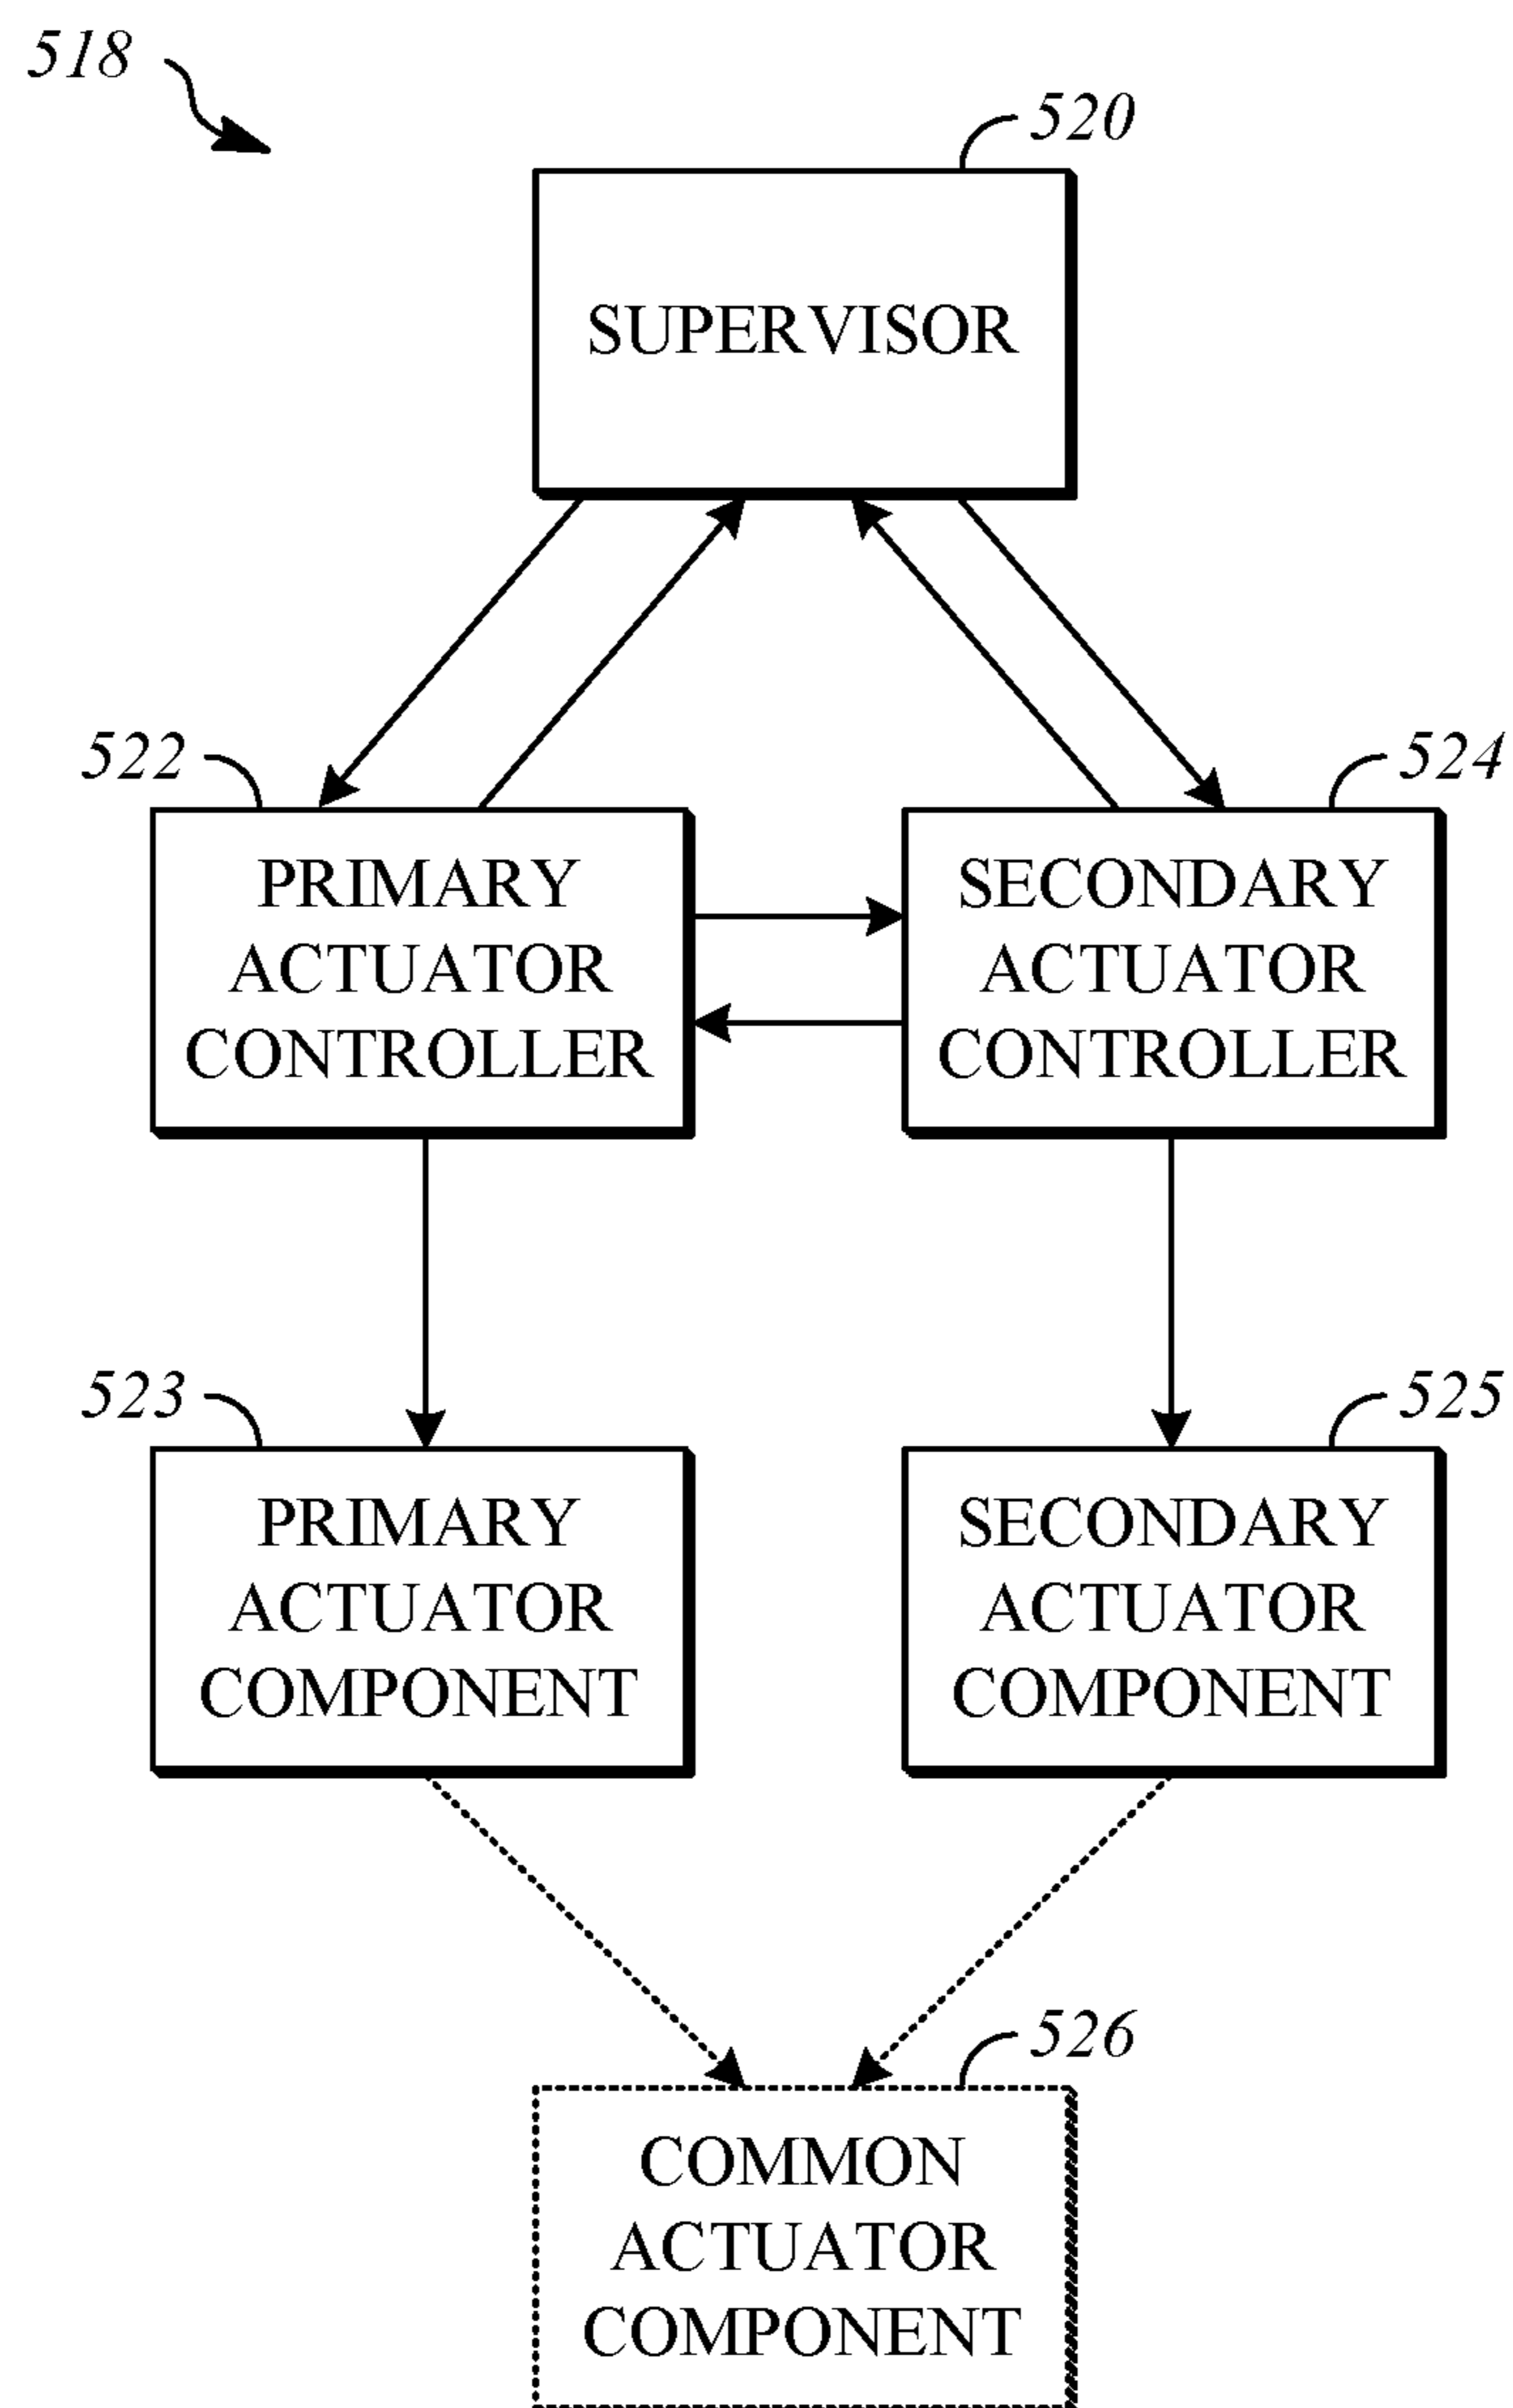 518
520
SUPERVISOR
522
524
PRIMARY
ACTUATOR
CONTROLLER
SECONDARY
ACTUATOR
CONTROLLER
523
525
PRIMARY
ACTUATOR
COMPONENT
SECONDARY
ACTUATOR
COMPONENT
526
COMMON
ACTUATOR
COMPONENT